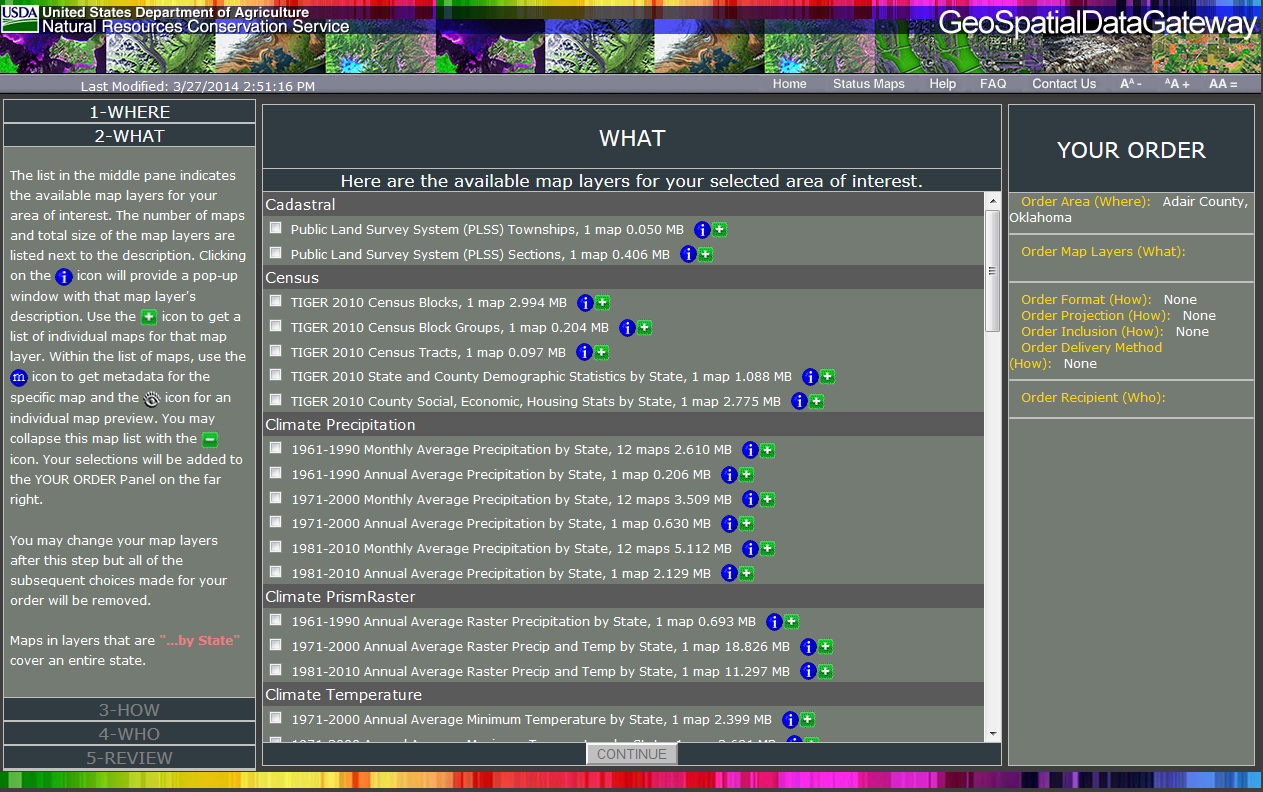 USDA United States Department of Agriculture
Natural Resources Conservation Service
GeoSpatialDataGateway
Last Modified: 3/27/2014 2:51:16 PM
Home Status Maps Help FAQ Contact Us AA - AA + AA =
1-WHERE
2-WHAT
The list in the middle pane indicates
the available map layers for your
area of interest. The number of maps
and total size of the map layers are
listed next to the description. Clicking
on the i icon will provide a pop-up
window with that map layer's
description. Use the + icon to get a
list of individual maps for that map
layer. Within the list of maps, use the
m icon to get metadata for the
specific map and the icon for an
individual map preview. You may
collapse this map list with the -
icon. Your selections will be added to
the YOUR ORDER Panel on the far
right.
You may change your map layers
after this step but all of the
subsequent choices made for your
order will be removed.
Maps in layers that are "...by State"
cover an entire state.
3-HOW
4-WHO
5-REVIEW
WHAT
Here are the available map layers for your selected area of interest.
Cadastral
Public Land Survey System (PLSS) Townships, 1 map 0.050 MB i +
Public Land Survey System (PLSS) Sections, 1 map 0.406 MB i +
Census
TIGER 2010 Census Blocks, 1 map 2.994 MB i +
TIGER 2010 Census Block Groups, 1 map 0.204 MB i +
TIGER 2010 Census Tracts, 1 map 0.097 MB i +
TIGER 2010 State and County Demographic Statistics by State, 1 map 1.088 MB i +
TIGER 2010 County Social, Economic, Housing Stats by State, 1 map 2.775 MB i +
Climate Precipitation
1961-1990 Monthly Average Precipitation by State, 12 maps 2.610 MB i +
1961-1990 Annual Average Precipitation by State, 1 map 0.206 MB i +
1971-2000 Monthly Average Precipitation by State, 12 maps 3.509 MB i +
1971-2000 Annual Average Precipitation by State, 1 map 0.630 MB i +
1981-2010 Monthly Average Precipitation by State, 12 maps 5.112 MB i +
1981-2010 Annual Average Precipitation by State, 1 map 2.129 MB i +
Climate PrismRaster
1961-1990 Annual Average Raster Precipitation by State, 1 map 0.693 MB i +
1971-2000 Annual Average Raster Precip and Temp by State, 1 map 18.826 MB i +
1981-2010 Annual Average Raster Precip and Temp by State, 1 map 11.297 MB i +
Climate Temperature
1971-2000 Annual Average Minimum Temperature by State, 1 map 2.399 MB i +
CONTINUE
YOUR ORDER
Order Area (Where): Adair County,
Oklahoma
Order Map Layers (What):
Order Format (How): None
Order Projection (How): None
Order Inclusion (How): None
Order Delivery Method
(How): None
Order Recipient (Who):